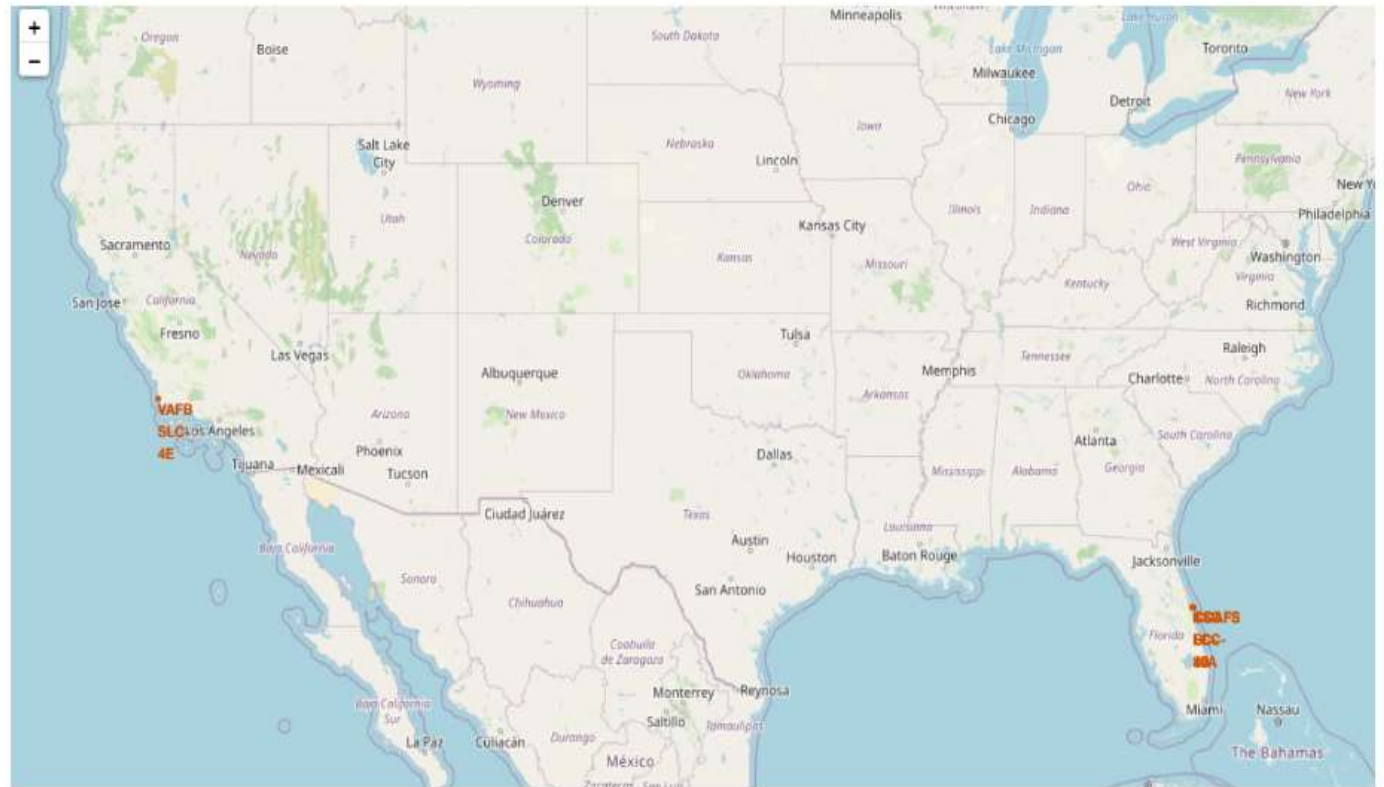 +
−
Minneapolis
Oregon
Boise
South Dakota
Lake Huron
Toronto
Lake Michigan
Milwaukee
Wyoming
New York
Detroit
Chicago
Iowa
Salt Lake
City
Nebraska
Lincoln
Pennsylvania
Ohio
New Y
Denver
Illinois
Indiana
Philadelphia
Utah
Kansas City
Sacramento
Colorado
West Virginia
Nevada
Kansas
Missouri
Washington
Virginia
Kentucky
San Jose
California
Richmond
Fresno
Tulsa
Las Vegas
Raleigh
Tennessee
Albuquerque
Oklahoma
Memphis
Charlotte
North Carolina
Arkansas
VAFB
SLC-
4E
Arizona
New Mexico
Los Angeles
Atlanta
South Carolina
Phoenix
Dallas
Tijuana
Mexicali
Tucson
Mississippi
Alabama
Georgia
Ciudad Juárez
Texas
Louisiana
Austin
Baja California
Houston
Baton Rouge
Jacksonville
Sonora
San Antonio
Chihuahua
Florida
Coahuila
de Zaragoza
Monterrey
Reynosa
Baja California
Sur
Miami
Nassau
Saltillo
Tamaulipas
La Paz
Culiacán
Durango
The Bahamas
México
Zacatecas